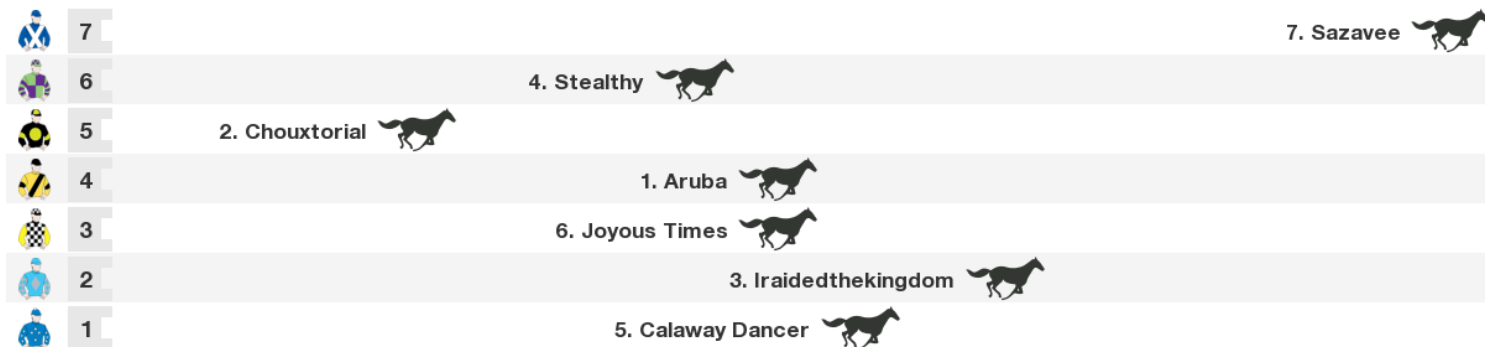 7 7. Sazavee
6 4. Stealthy
5 2. Chouxtorial
4 1. Aruba
3 6. Joyous Times
2 3. Iraidedthekingdom
1 5. Calaway Dancer